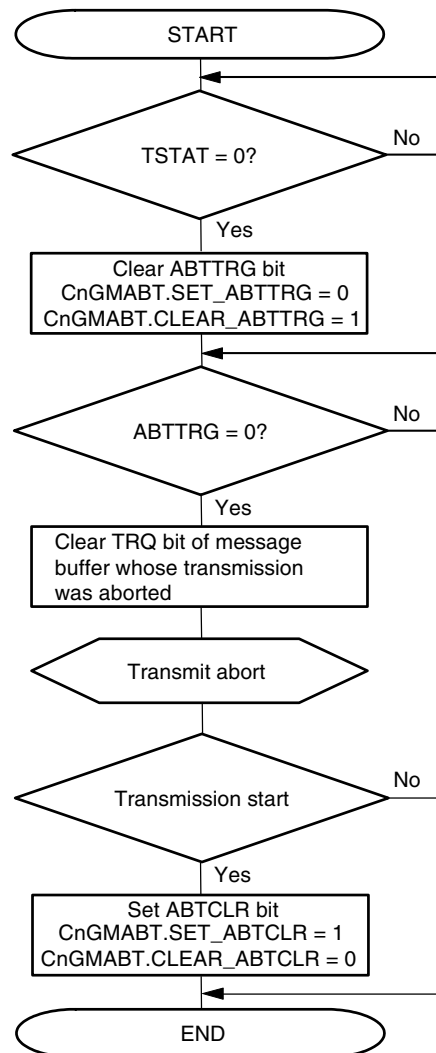 START
TSTAT = 0?
No
Yes
Clear ABTTRG bit
CnGMABT.SET_ABTTRG = 0
CnGMABT.CLEAR_ABTTRG = 1
ABTTRG = 0?
No
Yes
Clear TRQ bit of message
buffer whose transmission
was aborted
Transmit abort
Transmission start
No
Yes
Set ABTCLR bit
CnGMABT.SET_ABTCLR = 1
CnGMABT.CLEAR_ABTCLR = 0
END